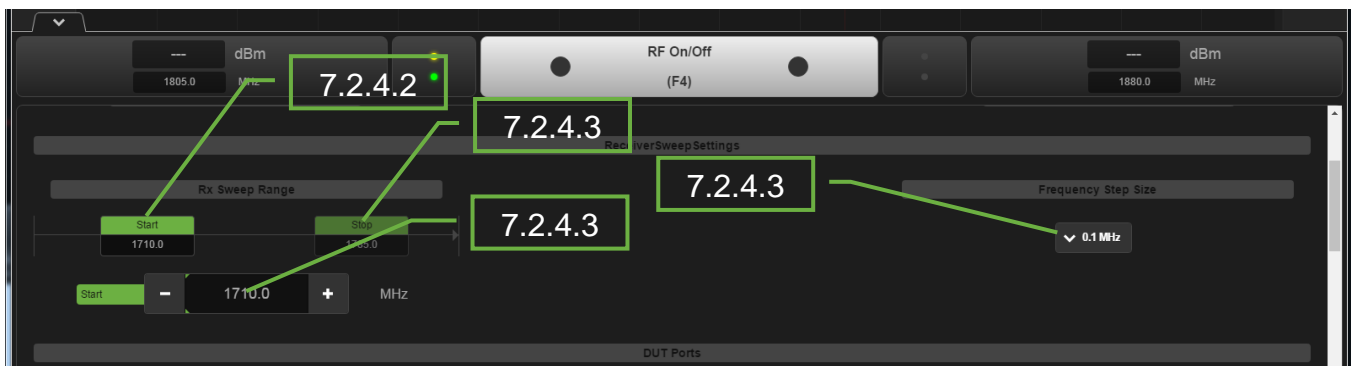 --- dBm
1805.0 MHz
RF On/Off
(F4)
--- dBm
1880.0 MHz
7.2.4.2
7.2.4.3
ReceiverSweepSettings
7.2.4.3
Rx Sweep Range
Frequency Step Size
7.2.4.3
Start
1710.0
Stop
1785.0
0.1 MHz
Start
- 1710.0 + MHz
DUT Ports